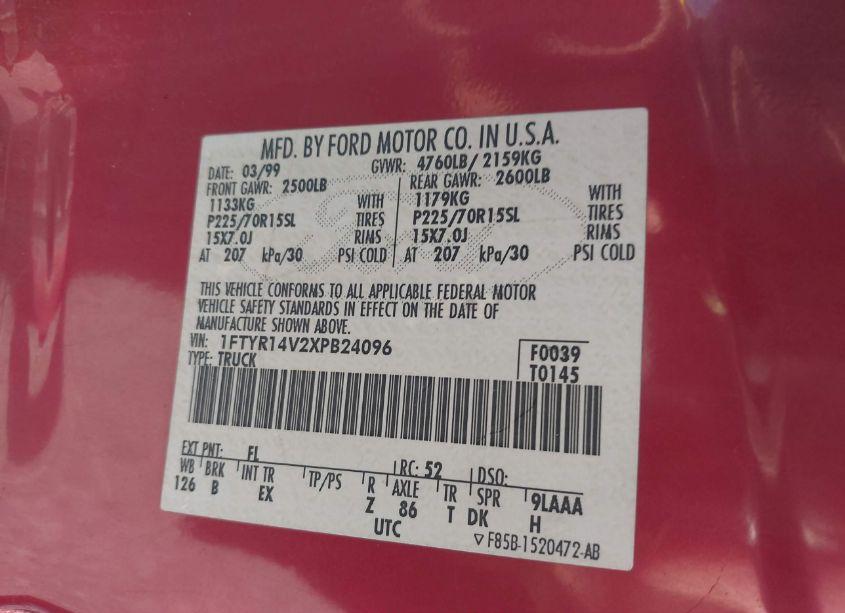 MFD. BY FORD MOTOR CO. IN U.S.A.
DATE: 03/99 GVWR: 4760LB/ 2159KG
FRONT GAWR: 2500LB REAR GAWR: 2600LB
1133KG WITH 1179KG WITH
P225/70R15SL TIRES P225/70R15SL TIRES
15X7.0J RIMS 15X7.0J RIMS
AT 207 kPa/30 PSI COLD AT 207 kPa/30 PSI COLD
THIS VEHICLE CONFORMS TO ALL APPLICABLE FEDERAL MOTOR
VEHICLE SAFETY STANDARDS IN EFFECT ON THE DATE OF
MANUFACTURE SHOWN ABOVE.
VIN: 1FTYR14V2XPB24096 F0039
TYPE: TRUCK T0145
EXT PNT: FL RC: 52 DSO:
WB BRK INT TR TP/PS R AXLE TR SPR 9LAAA
126 B EX Z 86 T DK H
UTC
▽ F85B-1520472-AB